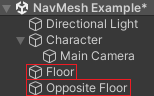 NavMesh Example*
Directional Light
Character
Main Camera
Floor
Opposite Floor